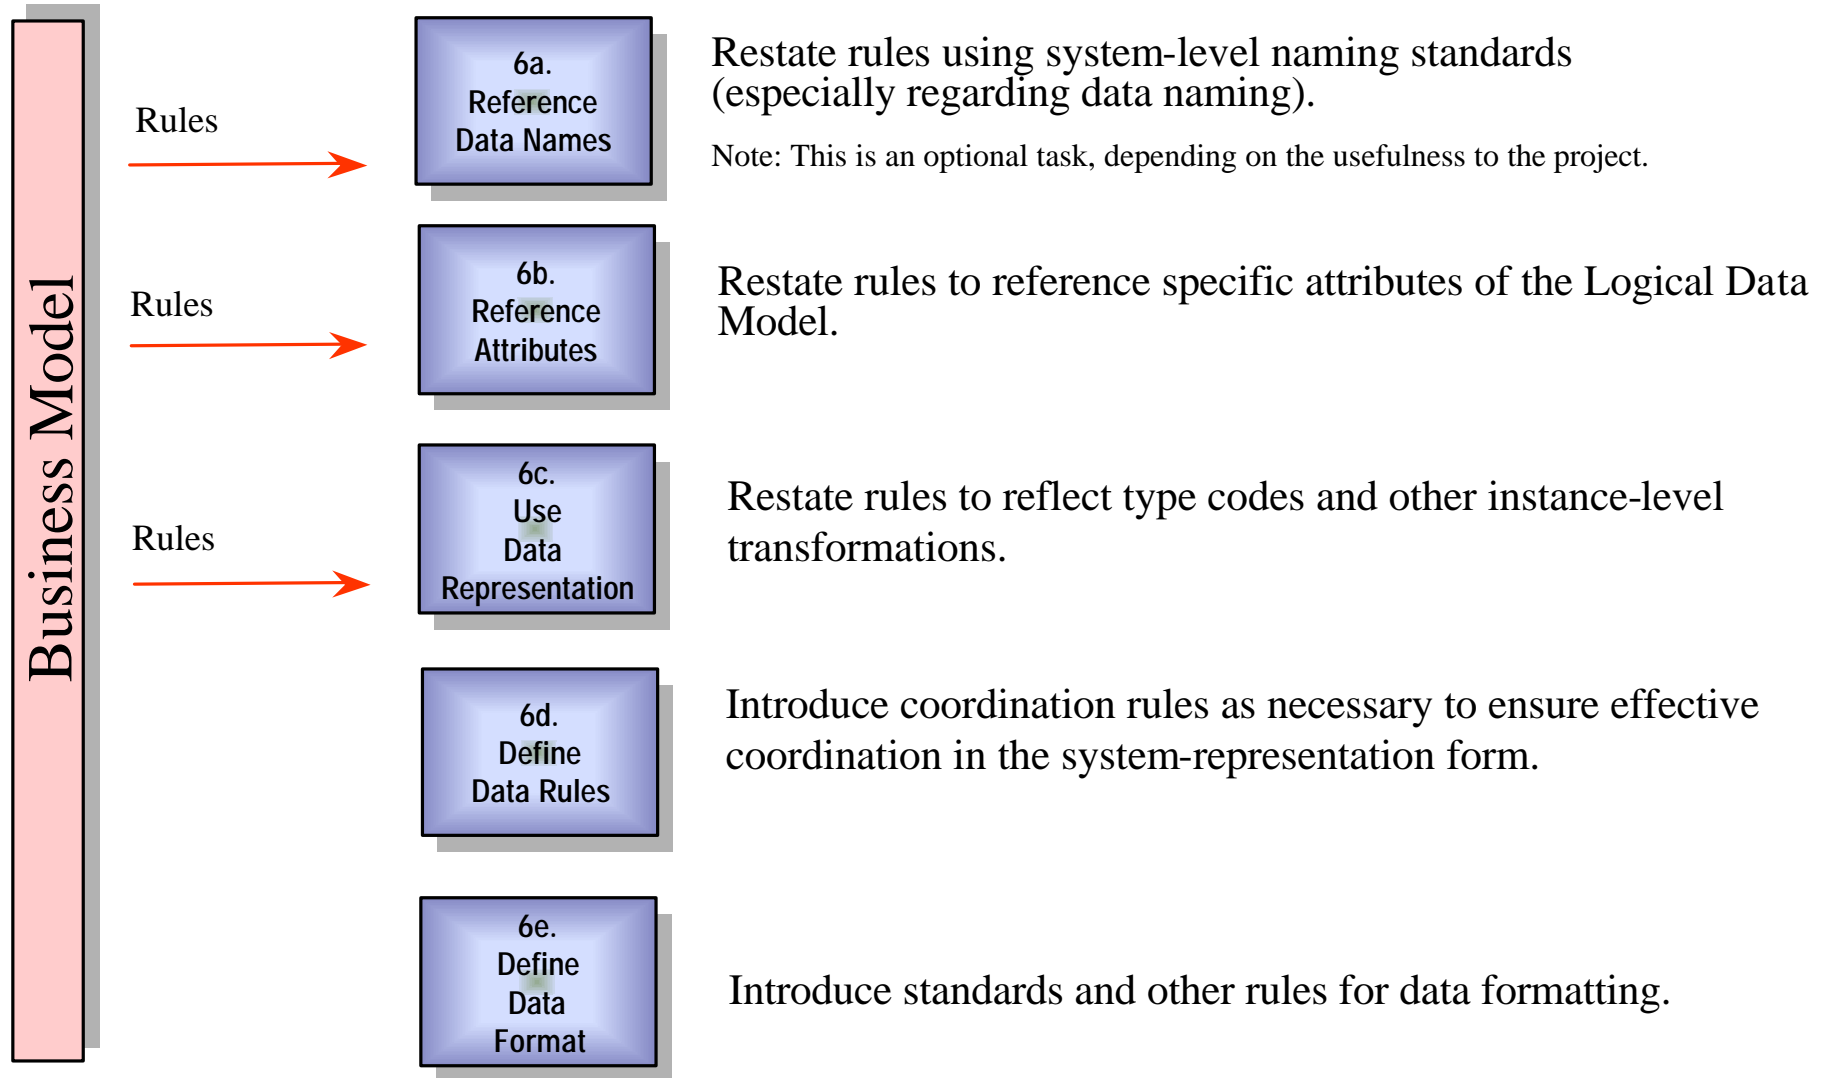 Business Model
Rules
6a.
Reference
Data Names
Restate rules using system-level naming standards
(especially regarding data naming).
Note: This is an optional task, depending on the usefulness to the project.
Rules
6b.
Reference
Attributes
Restate rules to reference specific attributes of the Logical Data
Model.
Rules
6c.
Use
Data
Representation
Restate rules to reflect type codes and other instance-level
transformations.
6d.
Define
Data Rules
Introduce coordination rules as necessary to ensure effective
coordination in the system-representation form.
6e.
Define
Data
Format
Introduce standards and other rules for data formatting.